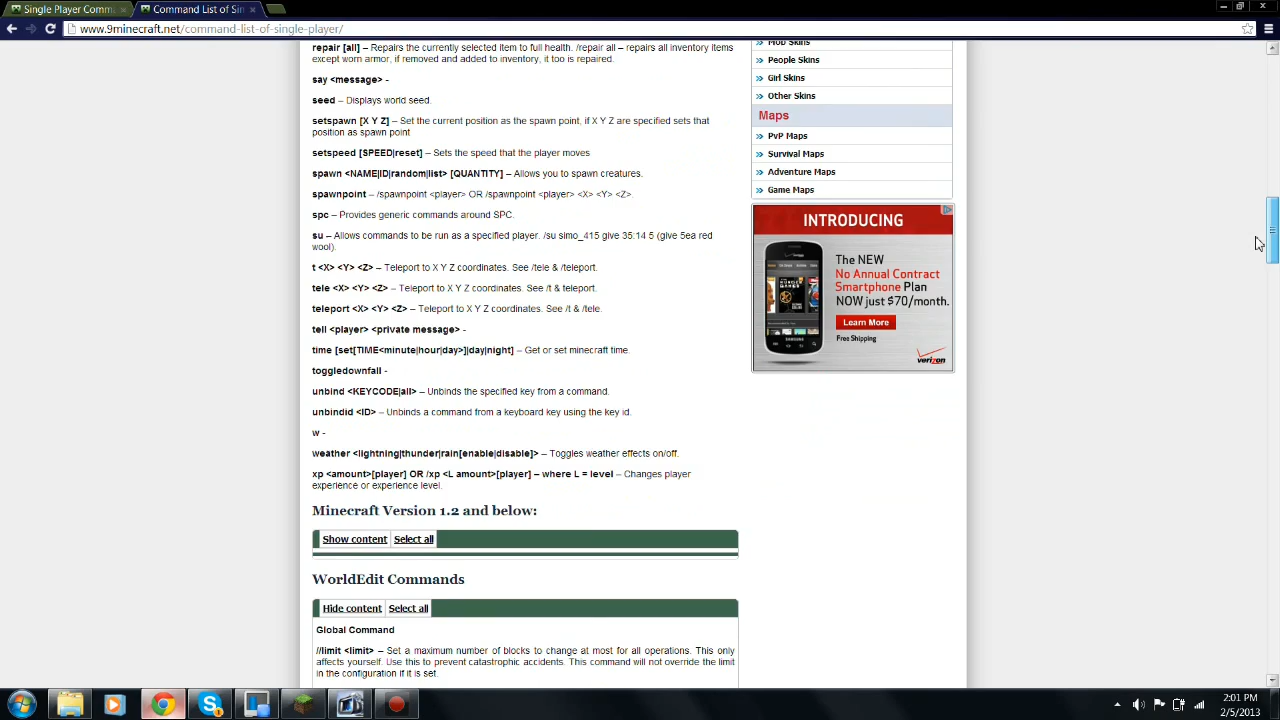 Single Player Comm
Command List of Sin
www.9minecraft.net/command-list-of-single-player/
repair [all] – Repairs the currently selected item to full health. /repair all – repairs all inventory items
except worn armor, if removed and added to inventory, it too is repaired.
say <message> -
seed – Displays world seed.
setspawn [X Y Z] – Set the current position as the spawn point, if X Y Z are specified sets that
position as spawn point
setspeed [SPEED|reset] – Sets the speed that the player moves
spawn <NAME|ID|random|list> [QUANTITY] – Allows you to spawn creatures.
spawnpoint – /spawnpoint <player> OR /spawnpoint <player> <X> <Y> <Z>.
spc – Provides generic commands around SPC.
su – Allows commands to be run as a specified player. /su simo_415 give 35:14 5 (give 5ea red
wool).
t <X> <Y> <Z> – Teleport to X Y Z coordinates. See /tele & /teleport.
tele <X> <Y> <Z> – Teleport to X Y Z coordinates. See /t & teleport.
teleport <X> <Y> <Z> – Teleport to X Y Z coordinates. See /t & /tele.
tell <player> <private message> -
time [set[TIME<minute|hour|day>]|day|night] – Get or set minecraft time.
toggledownfall -
unbind <KEYCODE|all> – Unbinds the specified key from a command.
unbindid <ID> – Unbinds a command from a keyboard key using the key id.
w -
weather <lightning|thunder|rain[enable|disable]> – Toggles weather effects on/off.
xp <amount>[player] OR /xp <L amount>[player] – where L = level – Changes player
experience or experience level.
Minecraft Version 1.2 and below:
Show content Select all
WorldEdit Commands
Hide content Select all
Global Command
//limit <limit> – Set a maximum number of blocks to change at most for all operations. This only
affects yourself. Use this to prevent catastrophic accidents. This command will not override the limit
in the configuration if it is set.
Mob Skins
People Skins
Girl Skins
Other Skins
Maps
PvP Maps
Survival Maps
Adventure Maps
Game Maps
INTRODUCING
The NEW
No Annual Contract
Smartphone Plan
NOW just $70/month.
Learn More
Free Shipping
verizon
2:01 PM
2/5/2013